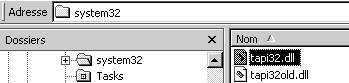 Adresse system32
Dossiers × Nom
system32 tapi32.dll
Tasks tapi32old.dll